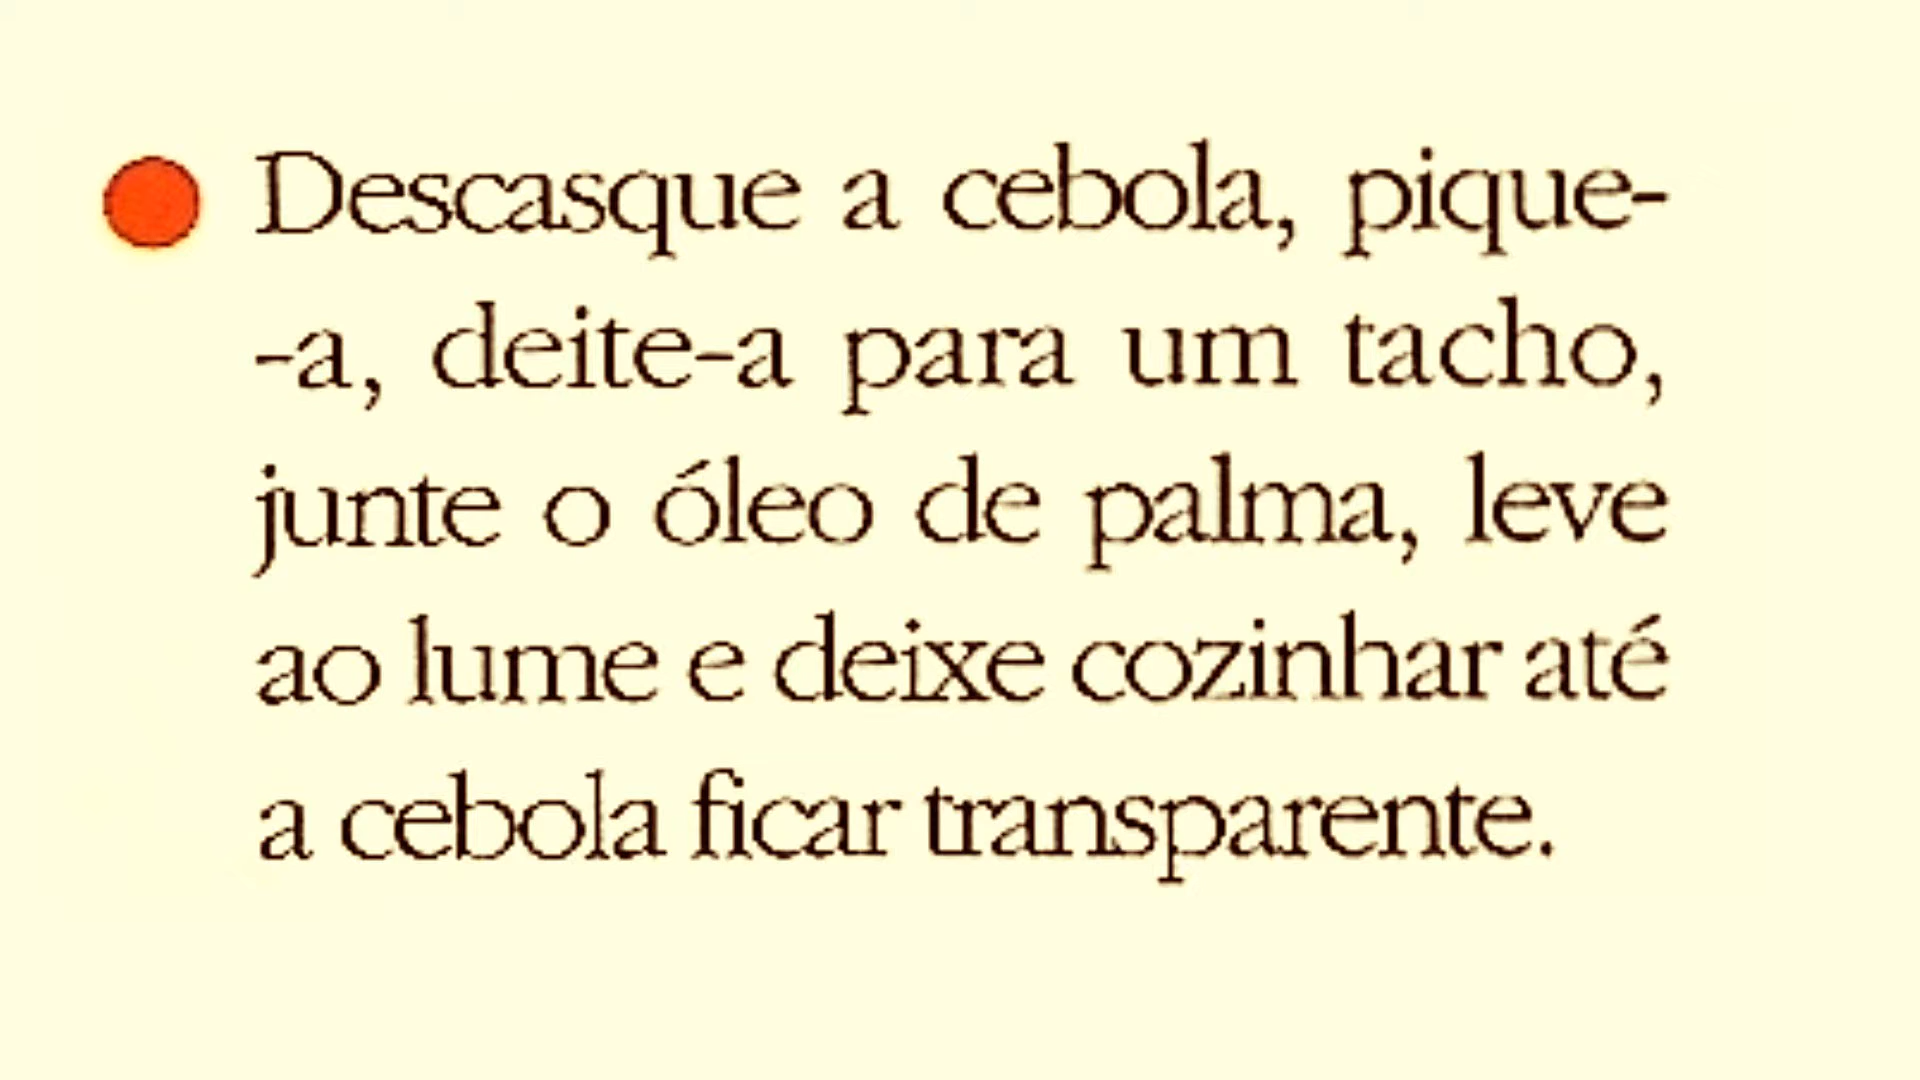 Descasque a cebola, pique-
-a, deite-a para um tacho,
junte o óleo de palma, leve
ao lume e deixe cozinhar até
a cebola ficar transparente.